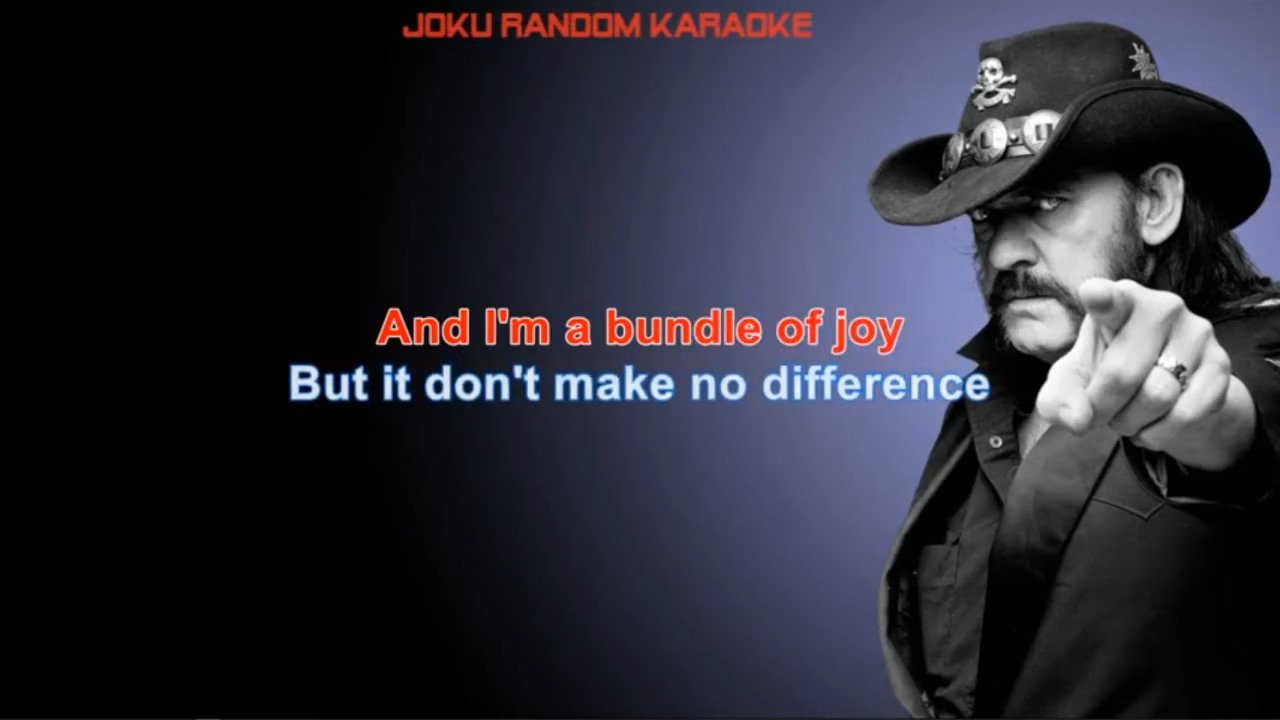 JOKU RANDOM KARAOKE
And I'm a bundle of joy
But it don't make no difference